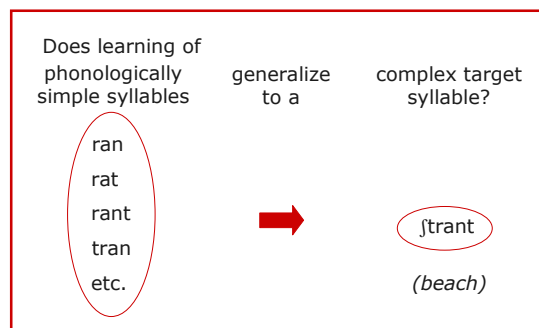 Does learning of
phonologically
simple syllables
generalize
to a
complex target
syllable?
ran
rat
rant
tran
etc.
ʃtrant
(beach)